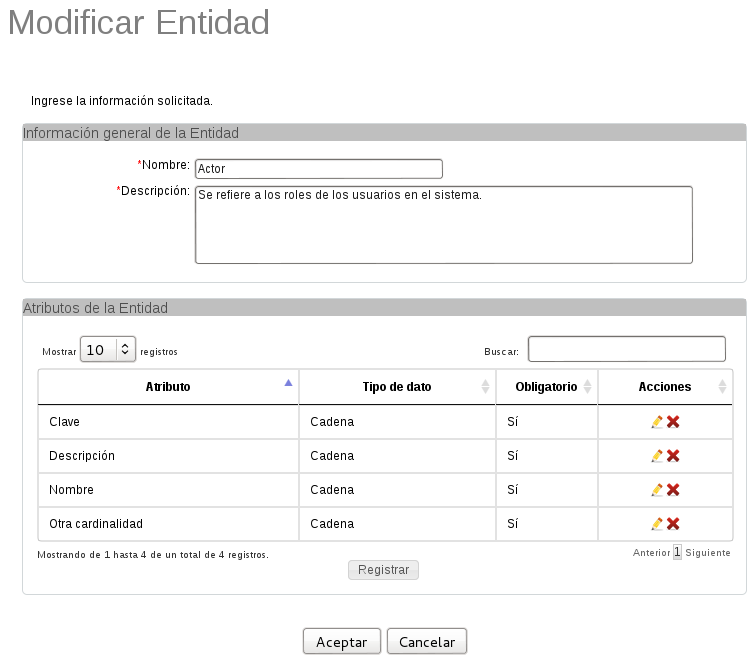 Modificar Entidad
Ingrese la información solicitada.
Información general de la Entidad
*Nombre: Actor
*Descripción: Se refiere a los roles de los usuarios en el sistema.
Atributos de la Entidad
Mostrar 10 registros Buscar:
Atributo Tipo de dato Obligatorio Acciones
Clave Cadena Sí
Descripción Cadena Sí
Nombre Cadena Sí
Otra cardinalidad Cadena Sí
Mostrando de 1 hasta 4 de un total de 4 registros. Anterior 1 Siguiente
Registrar
Aceptar Cancelar